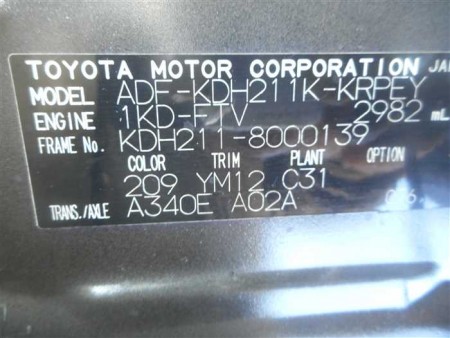 TOYOTA MOTOR CORPORATION JA
MODEL ADF-KDH211K-KRPEY
ENGINE 1KD-FTV 2982 mL
FRAME No. KDH211-8000139
COLOR TRIM PLANT OPTION
209 YM12 C31
TRANS./AXLE A340E A02A